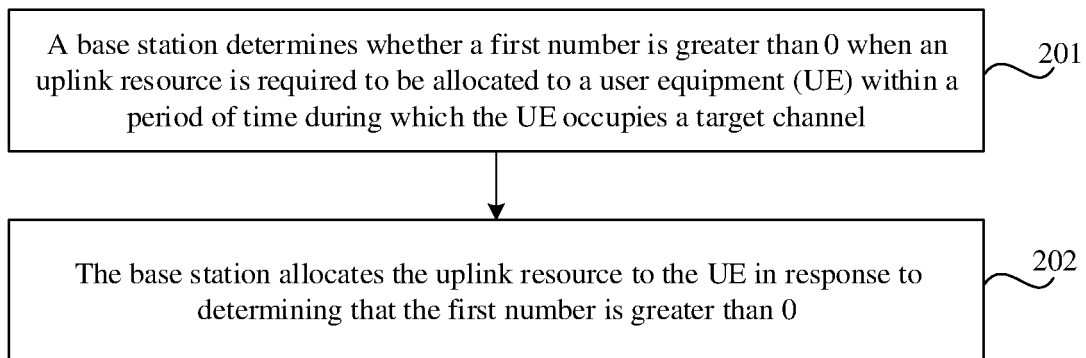 A base station determines whether a first number is greater than 0 when an
uplink resource is required to be allocated to a user equipment (UE) within a
period of time during which the UE occupies a target channel
201
The base station allocates the uplink resource to the UE in response to
determining that the first number is greater than 0
202